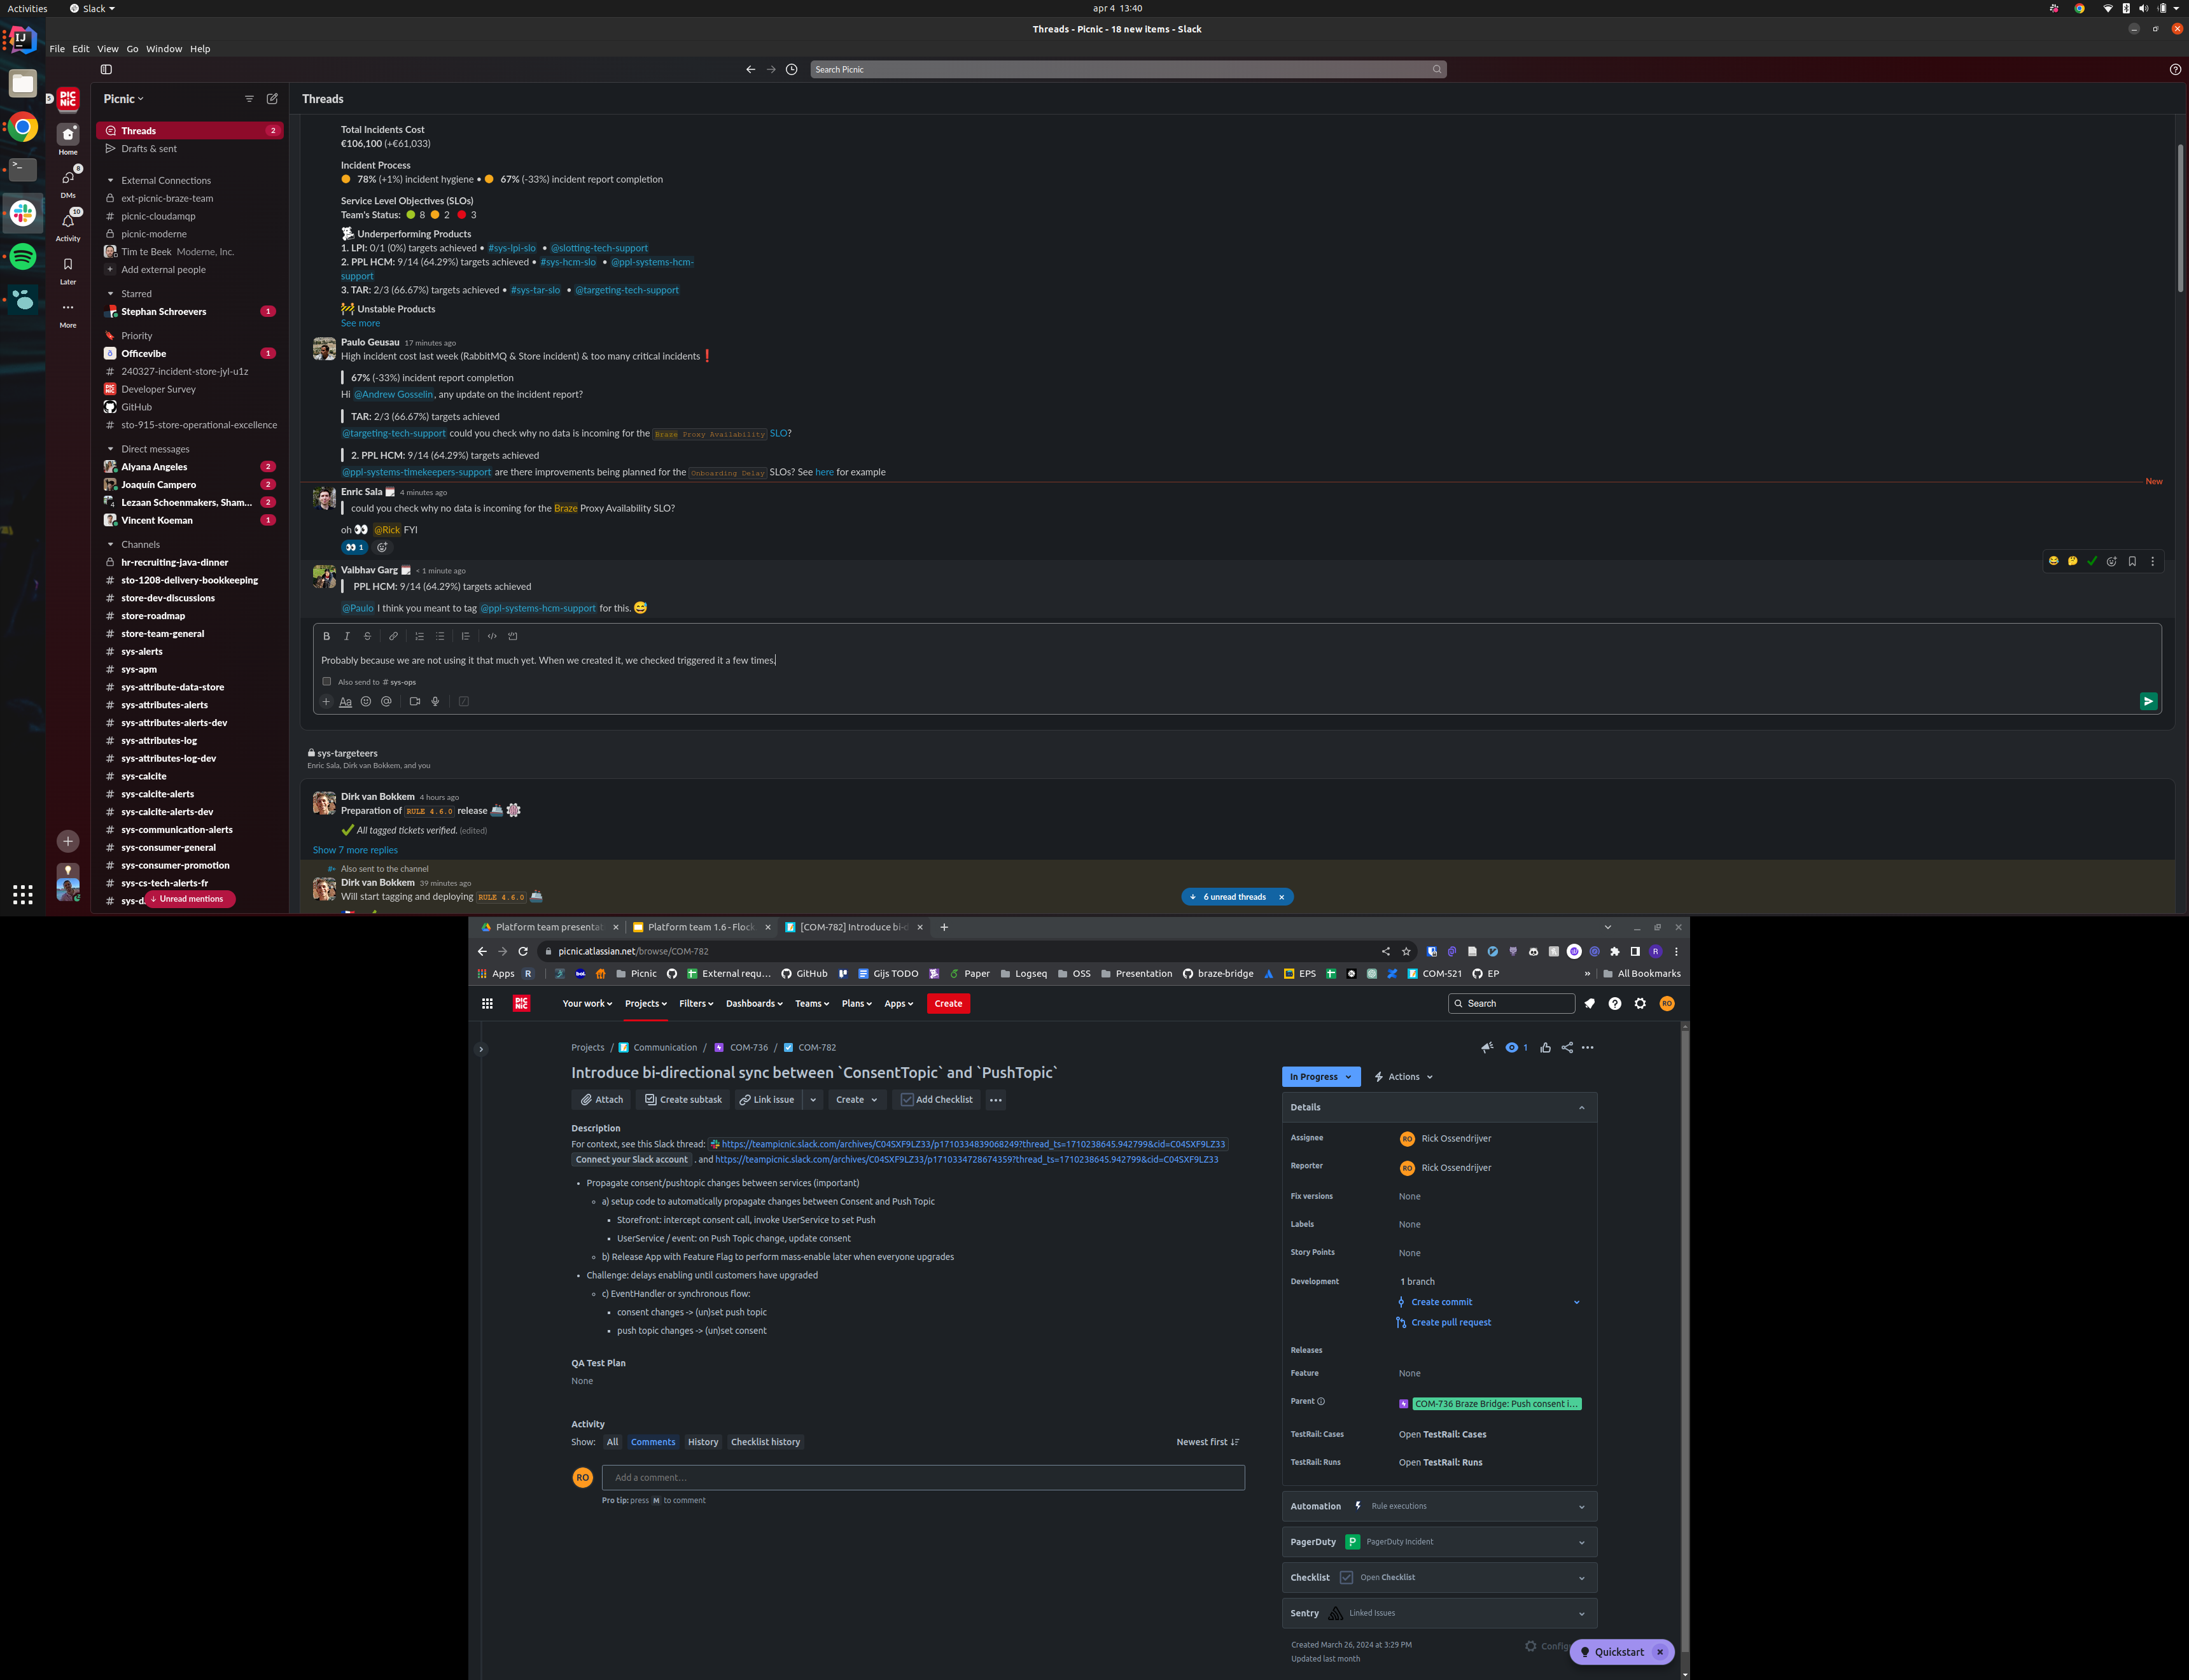 Activities
Slack
apr 4 13:40
Threads - Picnic - 18 new items - Slack
File Edit View Go Window Help
Search Picnic
PIC NIC
Home
8
DMs
10
Activity
Later
More
Picnic
Threads 2
Drafts & sent
External Connections
ext-picnic-braze-team
# picnic-cloudamqp
picnic-moderne
Tim te Beek Moderne, Inc.
+ Add external people
Starred
Stephan Schroevers 1
Priority
Officevibe 1
# 240327-incident-store-jyl-u1z
Developer Survey
GitHub
# sto-915-store-operational-excellence
Direct messages
Alyana Angeles 2
Joaquín Campero 2
4 Lezaan Schoenmakers, Sham... 2
Vincent Koeman 1
Channels
hr-recruiting-java-dinner
# sto-1208-delivery-bookkeeping
# store-dev-discussions
# store-roadmap
# store-team-general
# sys-alerts
# sys-apm
# sys-attribute-data-store
# sys-attributes-alerts
# sys-attributes-alerts-dev
# sys-attributes-log
# sys-attributes-log-dev
# sys-calcite
# sys-calcite-alerts
# sys-calcite-alerts-dev
# sys-communication-alerts
# sys-consumer-general
# sys-consumer-promotion
# sys-cs-tech-alerts-fr
# sys-d
↓ Unread mentions
Threads
Total Incidents Cost
€106,100 (+€61,033)
Incident Process
78% (+1%) incident hygiene • 67% (-33%) incident report completion
Service Level Objectives (SLOs)
Team's Status: 8 2 3
Underperforming Products
1. LPI: 0/1 (0%) targets achieved • #sys-lpi-slo • @slotting-tech-support
2. PPL HCM: 9/14 (64.29%) targets achieved • #sys-hcm-slo • @ppl-systems-hcm-
support
3. TAR: 2/3 (66.67%) targets achieved • #sys-tar-slo • @targeting-tech-support
Unstable Products
See more
Paulo Geusau 17 minutes ago
High incident cost last week (RabbitMQ & Store incident) & too many critical incidents❗
67% (-33%) incident report completion
Hi @Andrew Gosselin, any update on the incident report?
TAR: 2/3 (66.67%) targets achieved
@targeting-tech-support could you check why no data is incoming for the Braze Proxy Availability SLO?
2. PPL HCM: 9/14 (64.29%) targets achieved
@ppl-systems-timekeepers-support are there improvements being planned for the Onboarding Delay SLOs? See here for example
New
Enric Sala 4 minutes ago
could you check why no data is incoming for the Braze Proxy Availability SLO?
oh 👀 @Rick FYI
👀 1
Vaibhav Garg < 1 minute ago
PPL HCM: 9/14 (64.29%) targets achieved
@Paulo I think you meant to tag @ppl-systems-hcm-support for this. 😅
B I S
Probably because we are not using it that much yet. When we created it, we checked triggered it a few times.
Also send to # sys-ops
+ Aa
sys-targeteers
Enric Sala, Dirk van Bokkem, and you
Dirk van Bokkem 4 hours ago
Preparation of RULE 4.6.0 release
All tagged tickets verified. (edited)
Show 7 more replies
Also sent to the channel
Dirk van Bokkem 39 minutes ago
Will start tagging and deploying RULE 4.6.0
↓ 6 unread threads ×
Platform team presentat × Platform team 1.6 - Flock × [COM-782] Introduce bi-d × +
picnic.atlassian.net/browse/COM-782
Apps R bol Picnic External requ... GitHub Gijs TODO Paper Logseq OSS Presentation braze-bridge EPS COM-521 EP » All Bookmarks
PIC NIC Your work Projects Filters Dashboards Teams Plans Apps Create Search RO
Projects / Communication / COM-736 / COM-782
1
Introduce bi-directional sync between `ConsentTopic` and `PushTopic`
Attach Create subtask Link issue Create Add Checklist
Description
For context, see this Slack thread: https://teampicnic.slack.com/archives/C04SXF9LZ33/p1710334839068249?thread_ts=1710238645.942799&cid=C04SXF9LZ33
Connect your Slack account . and https://teampicnic.slack.com/archives/C04SXF9LZ33/p1710334728674359?thread_ts=1710238645.942799&cid=C04SXF9LZ33
• Propagate consent/pushtopic changes between services (important)
a) setup code to automatically propagate changes between Consent and Push Topic
Storefront: intercept consent call, invoke UserService to set Push
UserService / event: on Push Topic change, update consent
b) Release App with Feature Flag to perform mass-enable later when everyone upgrades
• Challenge: delays enabling until customers have upgraded
c) EventHandler or synchronous flow:
consent changes -> (un)set push topic
push topic changes -> (un)set consent
QA Test Plan
None
Activity
Show: All Comments History Checklist history Newest first
RO Add a comment…
Pro tip: press M to comment
In Progress Actions
Details
Assignee RO Rick Ossendrijver
Reporter RO Rick Ossendrijver
Fix versions None
Labels None
Story Points None
Development 1 branch
Create commit
Create pull request
Releases
Feature None
Parent COM-736 Braze Bridge: Push consent i...
TestRail: Cases Open TestRail: Cases
TestRail: Runs Open TestRail: Runs
Automation Rule executions
PagerDuty P PagerDuty Incident
Checklist Open Checklist
Sentry Linked Issues
Created March 26, 2024 at 3:29 PM
Updated last month
Config
Quickstart ×